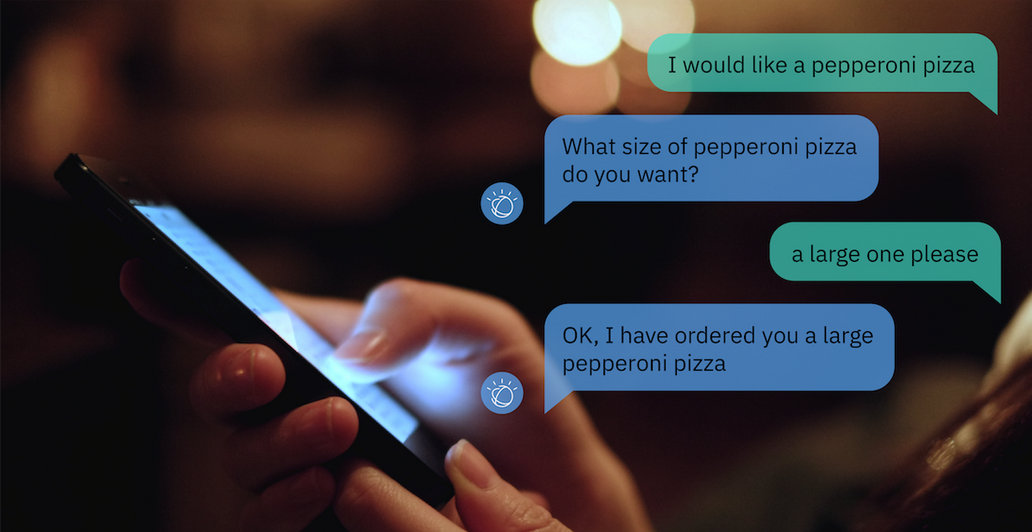 I would like a pepperoni pizza
What size of pepperoni pizza
do you want?
a large one please
OK, I have ordered you a large
pepperoni pizza